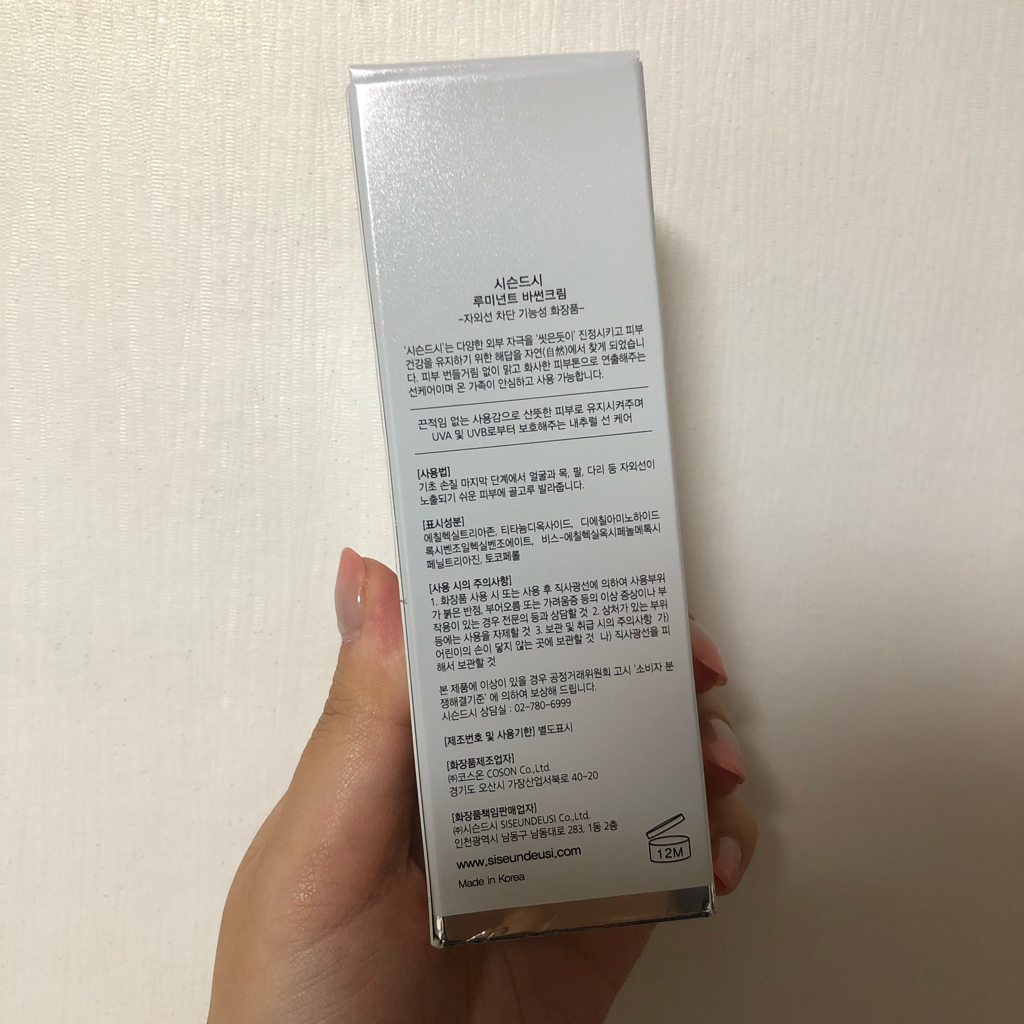 시슨드시
루미넌트 바썬크림
-자외선 차단 기능성 화장품-
'시슨드시'는 다양한 외부 자극을 '씻은듯이' 진정시키고 피부
건강을 유지하기 위한 해답을 자연(自然)에서 찾게 되었습니
다. 피부 번들거림 없이 맑고 화사한 피부톤으로 연출해주는
선케어이며 온 가족이 안심하고 사용 가능합니다.
끈적임 없는 사용감으로 산뜻한 피부로 유지시켜주며
UVA 및 UVB로부터 보호해주는 내추럴 선 케어
[사용법]
기초 손질 마지막 단계에서 얼굴과 목, 팔, 다리 등 자외선이
노출되기 쉬운 피부에 골고루 발라줍니다.
[표시성분]
에칠헥실트리아존, 티타늄디옥사이드, 디에칠아미노하이드
록시벤조일헥실벤조에이트, 비스-에칠헥실옥시페놀메톡시
페닐트리아진, 토코페롤
[사용 시의 주의사항]
1. 화장품 사용 시 또는 사용 후 직사광선에 의하여 사용부위
가 붉은 반점, 부어오름 또는 가려움증 등의 이상 증상이나 부
작용이 있는 경우 전문의 등과 상담할 것 2. 상처가 있는 부위
등에는 사용을 자제할 것 3. 보관 및 취급 시의 주의사항 가)
어린이의 손이 닿지 않는 곳에 보관할 것 나) 직사광선을 피
해서 보관할 것
본 제품에 이상이 있을 경우 공정거래위원회 고시 '소비자 분
쟁해결기준' 에 의하여 보상해 드립니다.
시슨드시 상담실 : 02-780-6999
[제조번호 및 사용기한] 별도표시
[화장품제조업자]
㈜코스온 COSON Co.,Ltd.
경기도 오산시 가장산업서북로 40-20
[화장품책임판매업자]
㈜시슨드시 SISEUNDEUSI Co.,Ltd.
인천광역시 남동구 남동대로 283, 1동 2층
www.siseundeusi.com
12M
Made in Korea